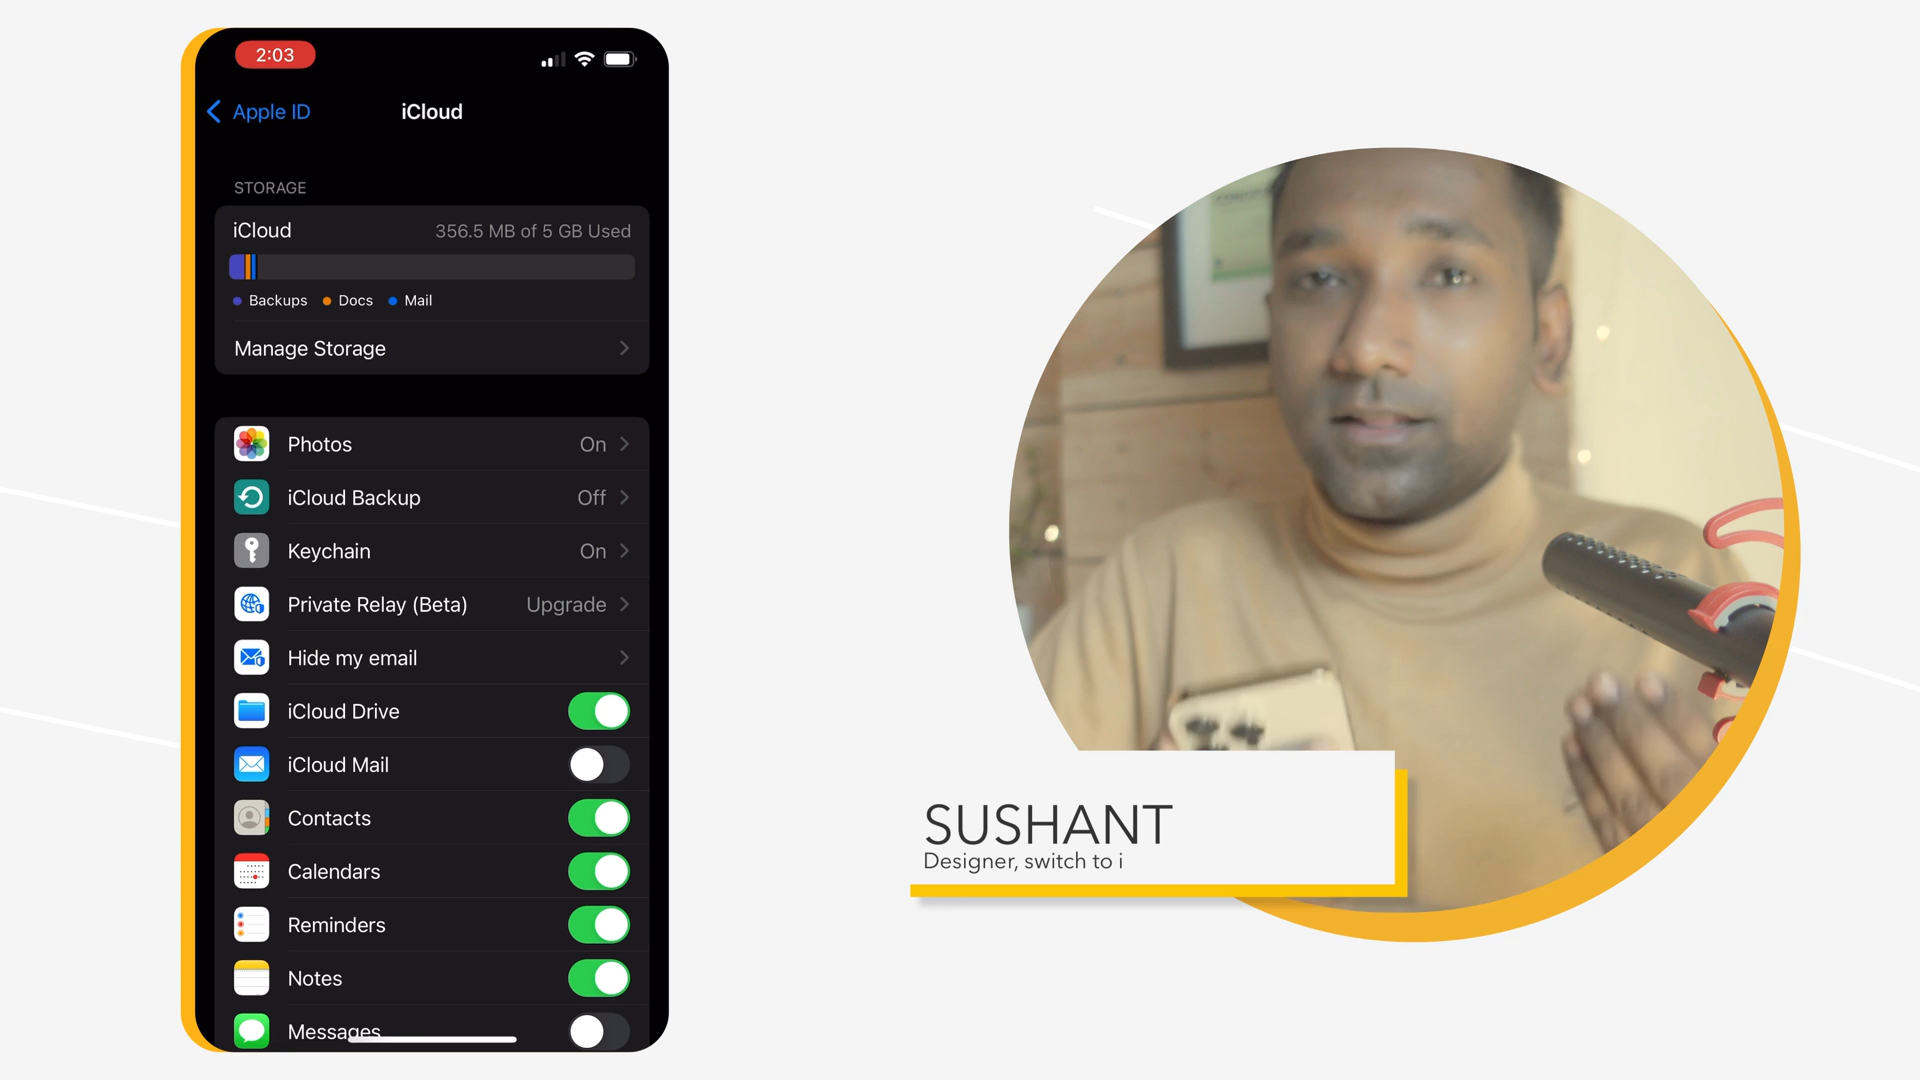 2:03
Apple ID
iCloud
STORAGE
iCloud
356.5 MB of 5 GB Used
Backups
Docs
Mail
Manage Storage
Photos
On
iCloud Backup
Off
Keychain
On
Private Relay (Beta)
Upgrade
Hide my email
iCloud Drive
iCloud Mail
Contacts
Calendars
Reminders
Notes
Messages
SUSHANT
Designer, switch to i